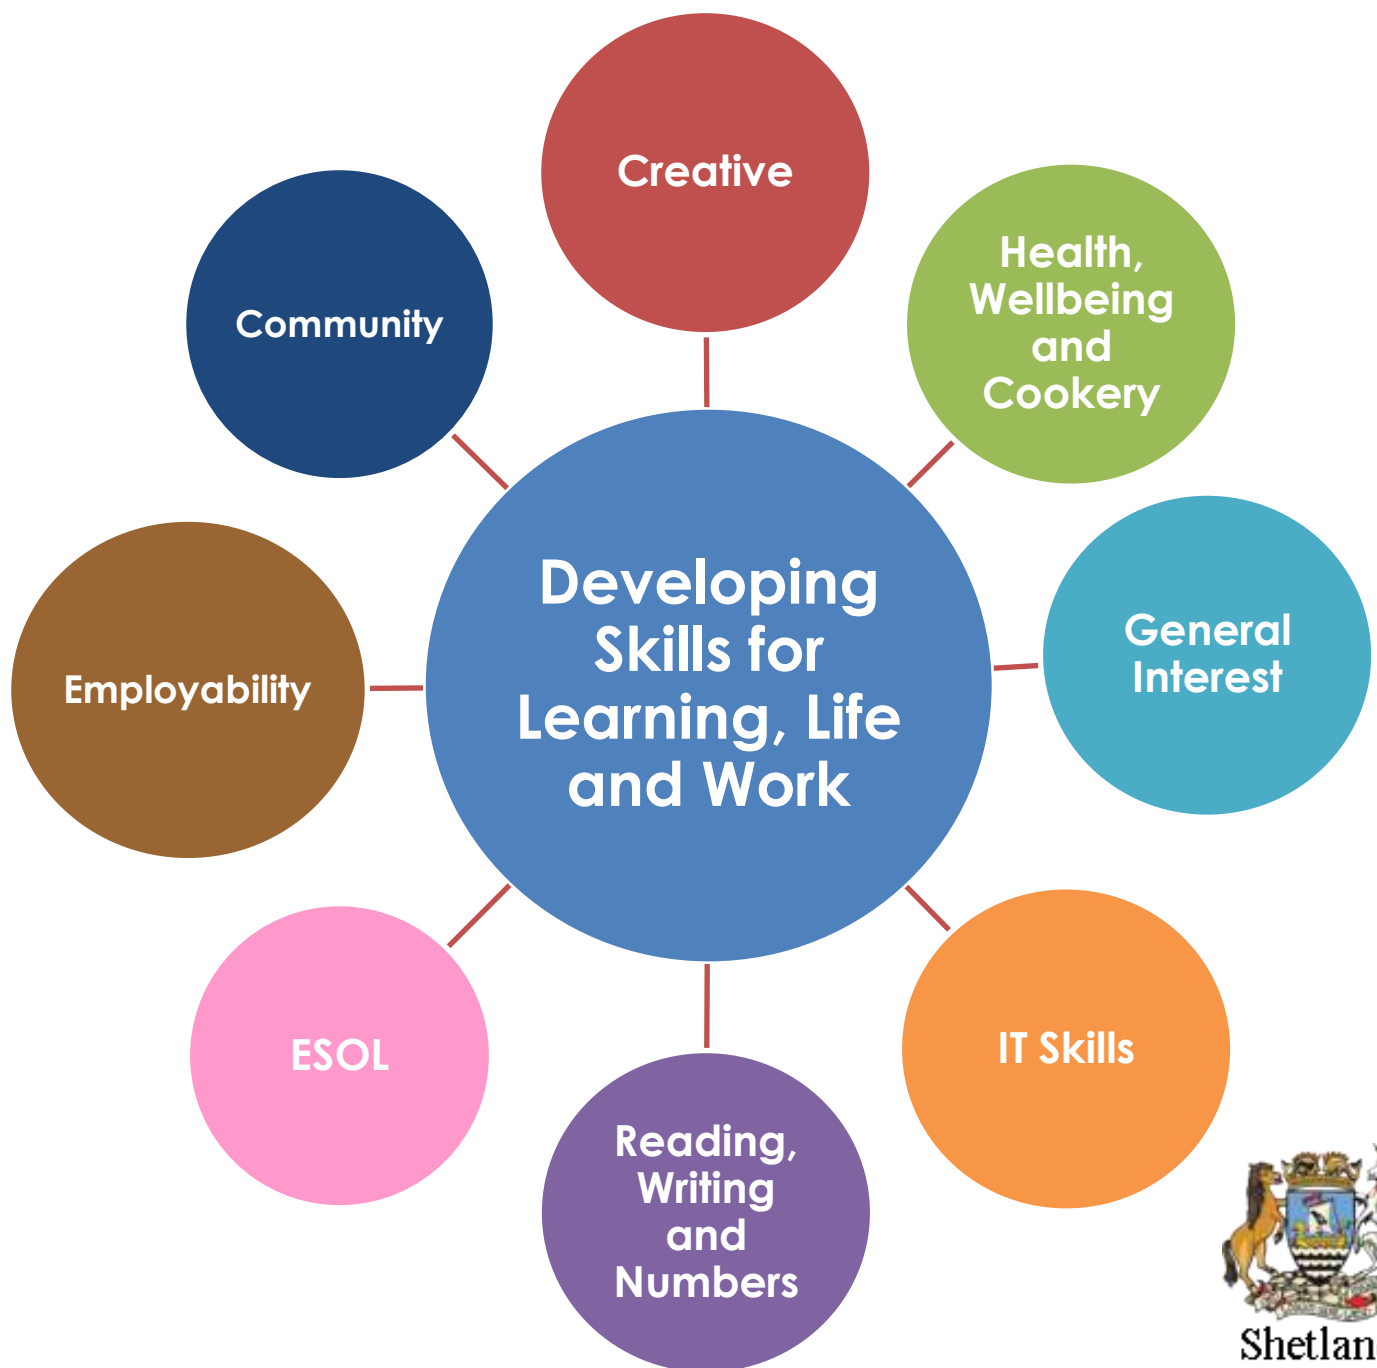 Creative
Health,
Wellbeing
and
Cookery
Community
Developing
Skills for
Learning, Life
and Work
General
Interest
Employability
IT Skills
ESOL
Reading,
Writing
and
Numbers
Shetlan